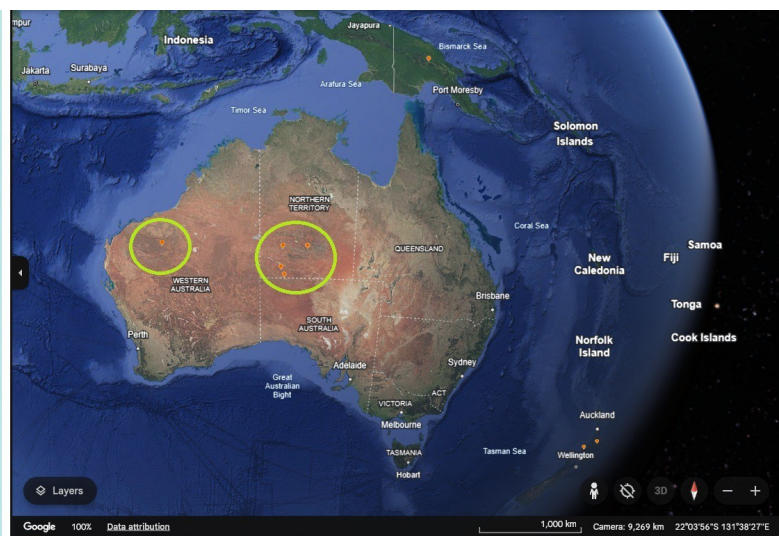 mpur
Indonesia
Jayapura
Bismarck Sea
Jakarta
Surabaya
Arafura Sea
Port Moresby
Timor Sea
Solomon
Islands
NORTHERN
TERRITORY
Coral Sea
QUEENSLAND
Samoa
New
Caledonia
Fiji
WESTERN
AUSTRALIA
Brisbane
Tonga
SOUTH
AUSTRALIA
Perth
Norfolk
Island
Cook Islands
Great
Australian
Bight
Adelaide
Sydney
ACT
VICTORIA
Melbourne
Auckland
TASMANIA
Tasman Sea
Wellington
Hobart
Layers
3D
Google 100% Data attribution 1,000 km Camera: 9,269 km 22°03'56"S 131°38'27"E